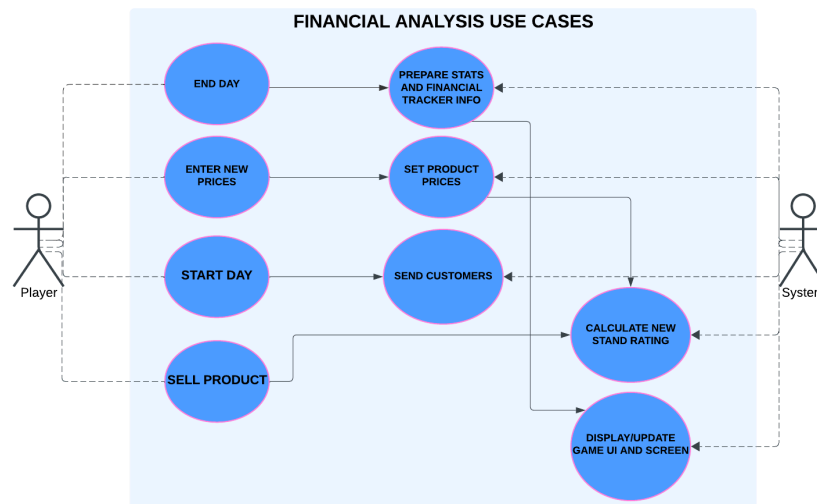 FINANCIAL ANALYSIS USE CASES
END DAY
PREPARE STATS
AND FINANCIAL
TRACKER INFO
ENTER NEW
PRICES
SET PRODUCT
PRICES
Player
START DAY
SEND CUSTOMERS
Syster
CALCULATE NEW
STAND RATING
SELL PRODUCT
DISPLAY/UPDATE
GAME UI AND SCREEN